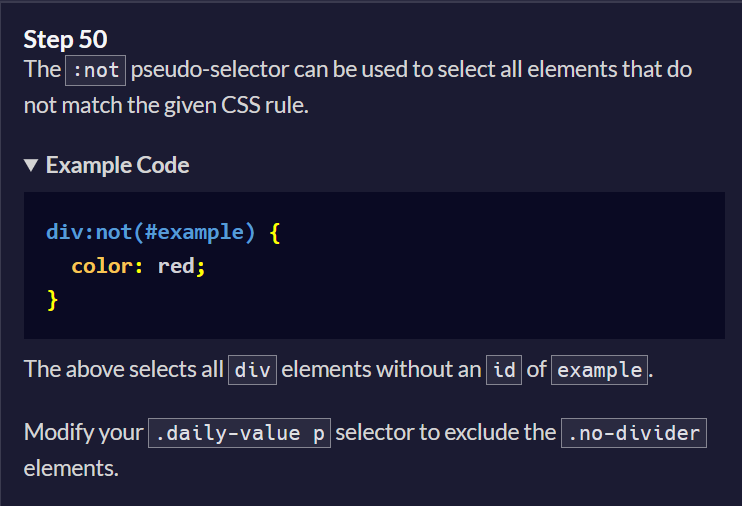 Step 50
The :not pseudo-selector can be used to select all elements that do
not match the given CSS rule.
▼ Example Code
div:not(#example) {
  color: red;
}
The above selects all div elements without an id of example.
Modify your .daily-value p selector to exclude the .no-divider
elements.